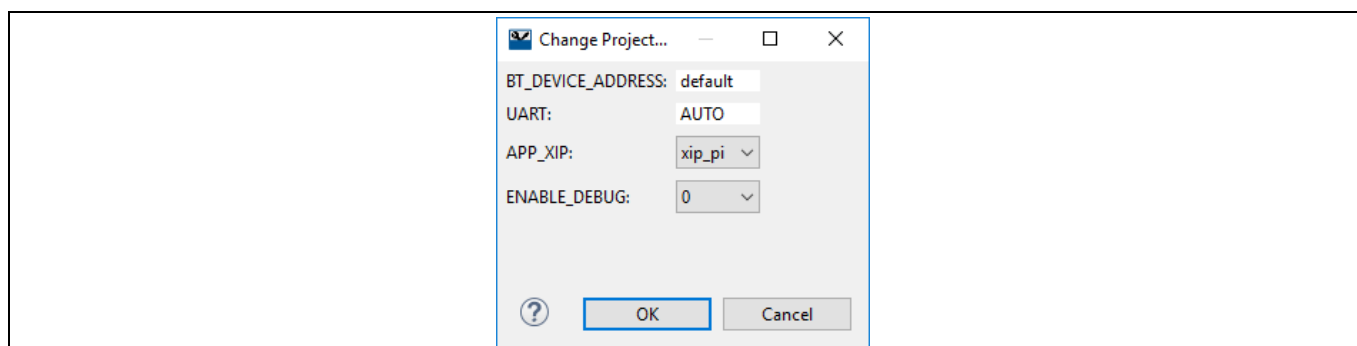 Change Project...
BT_DEVICE_ADDRESS: default
UART: AUTO
APP_XIP: xip_pi
ENABLE_DEBUG: 0
? OK Cancel